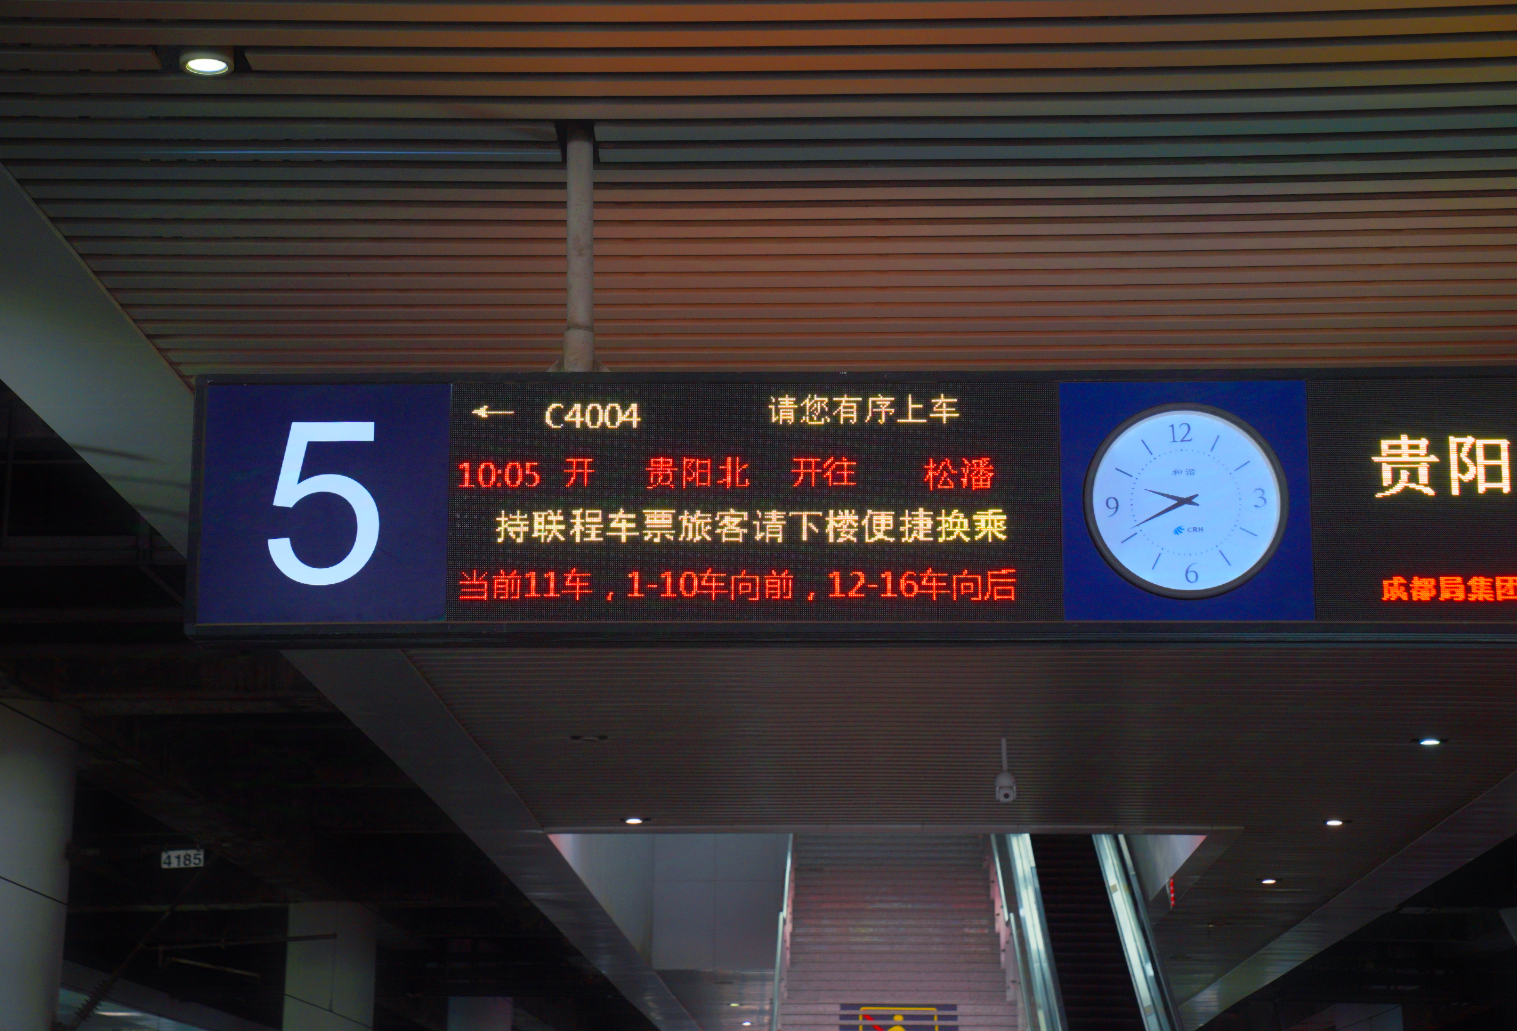 5
← C4004 请您有序上车
10:05 开 贵阳北 开往 松潘
持联程车票旅客请下楼便捷换乘
当前11车，1-10车向前，12-16车向后
12
和谐
9
3
CRH
6
贵阳
成都局集团
4185